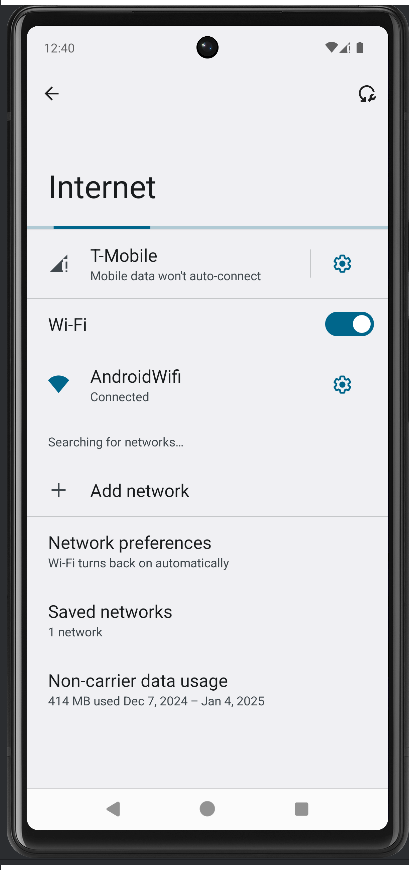 12:40
Internet
T-Mobile
Mobile data won't auto-connect
Wi-Fi
AndroidWifi
Connected
Searching for networks…
Add network
Network preferences
Wi-Fi turns back on automatically
Saved networks
1 network
Non-carrier data usage
414 MB used Dec 7, 2024 – Jan 4, 2025